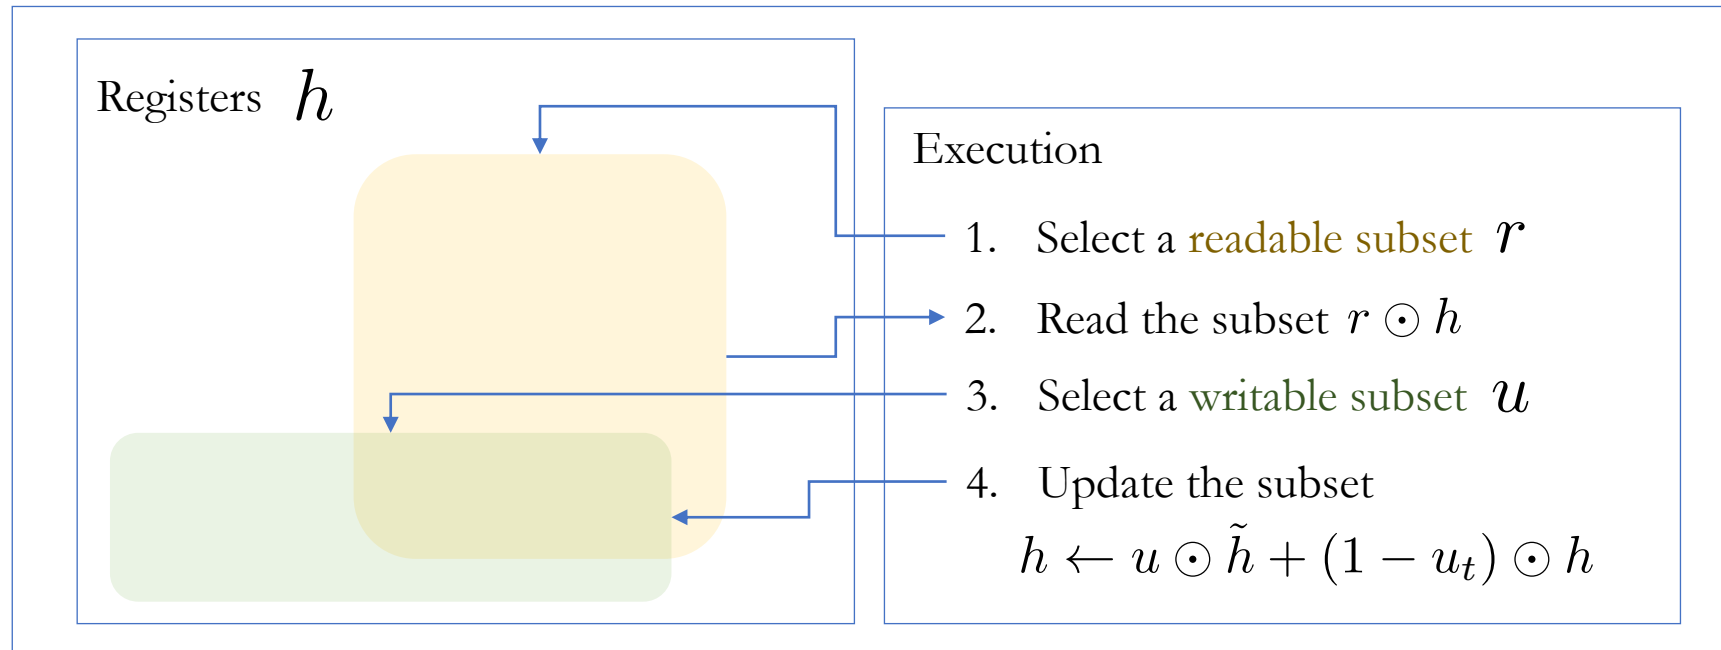 Registers h
Execution
1. Select a readable subset r
2. Read the subset r ⊙ h
3. Select a writable subset u
4. Update the subset
h ← u ⊙ h̃ + (1 − uₜ) ⊙ h